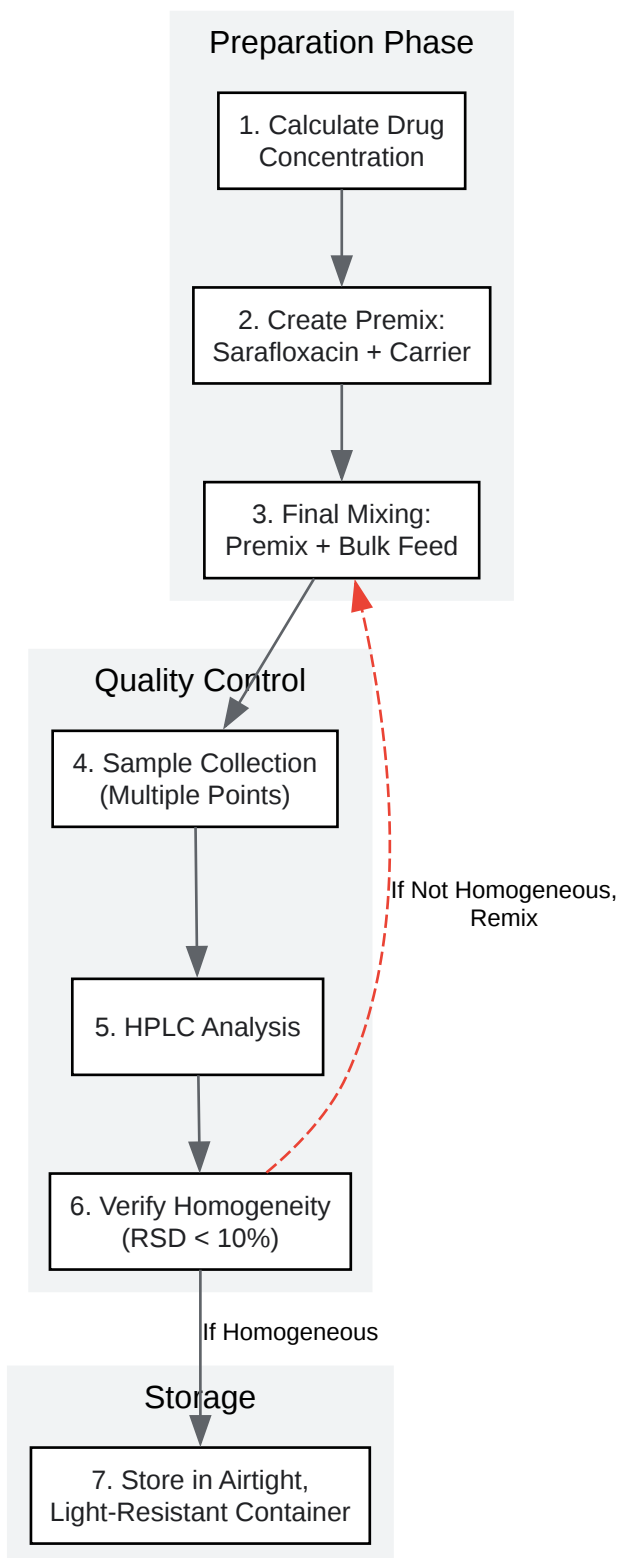 Preparation Phase
1. Calculate Drug
Concentration
2. Create Premix:
Sarafloxacin + Carrier
3. Final Mixing:
Premix + Bulk Feed
Quality Control
4. Sample Collection
(Multiple Points)
If Not Homogeneous,
Remix
5. HPLC Analysis
6. Verify Homogeneity
(RSD < 10%)
If Homogeneous
Storage
7. Store in Airtight,
Light-Resistant Container